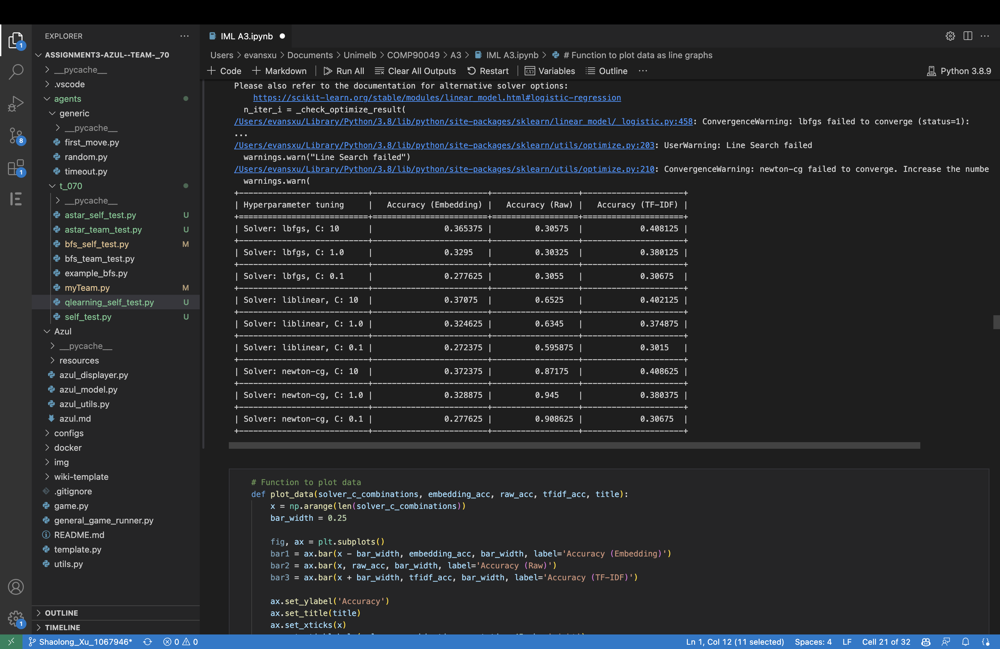 EXPLORER
ASSIGNMENT3-AZUL--TEAM-_70
__pycache__
.vscode
agents
generic
__pycache__
first_move.py
random.py
timeout.py
t_070
__pycache__
astar_self_test.py U
astar_team_test.py U
bfs_self_test.py M
bfs_team_test.py
example_bfs.py
myTeam.py M
qlearning_self_test.py U
self_test.py U
Azul
__pycache__
resources
azul_displayer.py
azul_model.py
azul_utils.py
azul.md
configs
docker
img
wiki-template
.gitignore
game.py
general_game_runner.py
README.md
template.py
utils.py
OUTLINE
TIMELINE
1
8
1
1
IML A3.ipynb
Users > evansxu > Documents > Unimelb > COMP90049 > A3 > IML A3.ipynb > # Function to plot data as line graphs
+ Code + Markdown | Run All Clear All Outputs Restart | Variables Outline ··· Python 3.8.9
Please also refer to the documentation for alternative solver options:
https://scikit-learn.org/stable/modules/linear_model.html#logistic-regression
n_iter_i = _check_optimize_result(
/Users/evansxu/Library/Python/3.8/lib/python/site-packages/sklearn/linear_model/_logistic.py:458: ConvergenceWarning: lbfgs failed to converge (status=1):
...
/Users/evansxu/Library/Python/3.8/lib/python/site-packages/sklearn/utils/optimize.py:203: UserWarning: Line Search failed
warnings.warn("Line Search failed")
/Users/evansxu/Library/Python/3.8/lib/python/site-packages/sklearn/utils/optimize.py:210: ConvergenceWarning: newton-cg failed to converge. Increase the numbe
warnings.warn(
| Hyperparameter tuning | Accuracy (Embedding) | Accuracy (Raw) | Accuracy (TF-IDF) |
| Solver: lbfgs, C: 10 | 0.365375 | 0.30575 | 0.408125 |
| Solver: lbfgs, C: 1.0 | 0.3295 | 0.30325 | 0.380125 |
| Solver: lbfgs, C: 0.1 | 0.277625 | 0.3055 | 0.30675 |
| Solver: liblinear, C: 10 | 0.37075 | 0.6525 | 0.402125 |
| Solver: liblinear, C: 1.0 | 0.324625 | 0.6345 | 0.374875 |
| Solver: liblinear, C: 0.1 | 0.272375 | 0.595875 | 0.3015 |
| Solver: newton-cg, C: 10 | 0.372375 | 0.87175 | 0.408625 |
| Solver: newton-cg, C: 1.0 | 0.328875 | 0.945 | 0.380375 |
| Solver: newton-cg, C: 0.1 | 0.277625 | 0.908625 | 0.30675 |
# Function to plot data
def plot_data(solver_c_combinations, embedding_acc, raw_acc, tfidf_acc, title):
x = np.arange(len(solver_c_combinations))
bar_width = 0.25
fig, ax = plt.subplots()
bar1 = ax.bar(x - bar_width, embedding_acc, bar_width, label='Accuracy (Embedding)')
bar2 = ax.bar(x, raw_acc, bar_width, label='Accuracy (Raw)')
bar3 = ax.bar(x + bar_width, tfidf_acc, bar_width, label='Accuracy (TF-IDF)')
ax.set_ylabel('Accuracy')
ax.set_title(title)
ax.set_xticks(x)
Shaolong_Xu_1067946* 0 0 Ln 1, Col 12 (11 selected) Spaces: 4 LF Cell 21 of 32